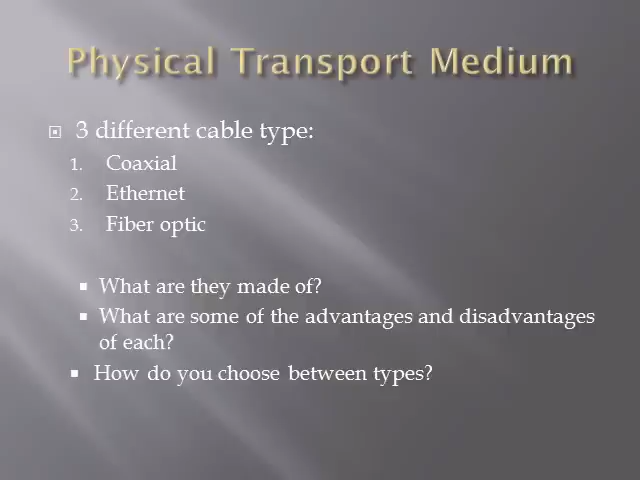 Physical Transport Medium
3 different cable type:
1. Coaxial
2. Ethernet
3. Fiber optic
What are they made of?
What are some of the advantages and disadvantages
of each?
How do you choose between types?